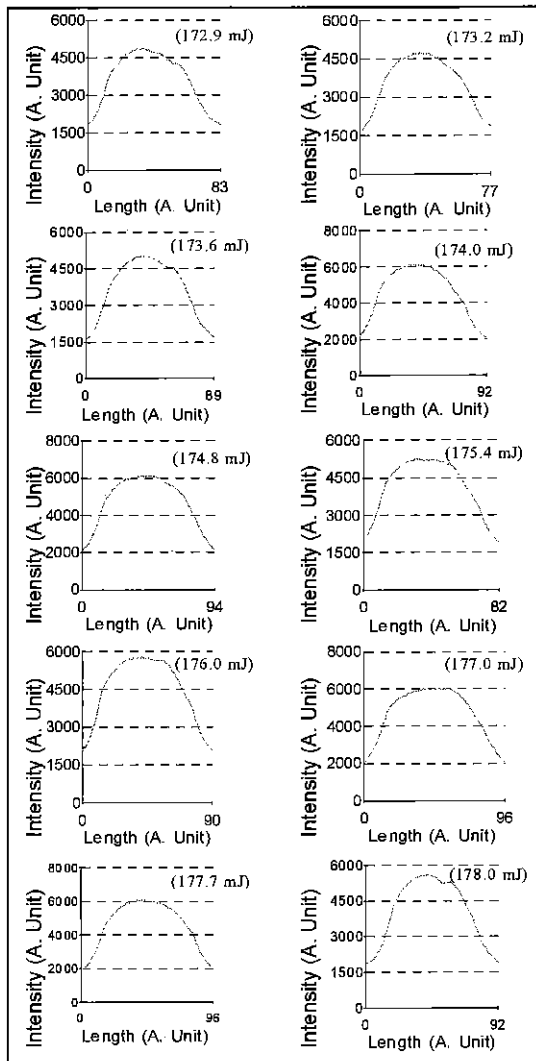 6000 (172.9 mJ)
4500
3000
1500
0
0 83
Length (A. Unit)
Intensity (A. Unit)
6000 (173.2 mJ)
4500
3000
1500
0
0 77
Length (A. Unit)
Intensity (A. Unit)
6000 (173.6 mJ)
4500
3000
1500
0
0 89
Length (A. Unit)
Intensity (A. Unit)
8000 (174.0 mJ)
6000
4000
2000
0
0 92
Length (A. Unit)
Intensity (A. Unit)
8000
(174.8 mJ)
6000
4000
2000
0
0 94
Length (A. Unit)
Intensity (A. Unit)
6000
(175.4 mJ)
4500
3000
1500
0
0 82
Length (A. Unit)
Intensity (A. Unit)
6000
(176.0 mJ)
4500
3000
1500
0
0 90
Length (A. Unit)
Intensity (A. Unit)
8000
(177.0 mJ)
6000
4000
2000
0
0 96
Length (A. Unit)
Intensity (A. Unit)
8000
(177.7 mJ)
6000
4000
2000
0
0 96
Length (A. Unit)
Intensity (A. Unit)
6000
(178.0 mJ)
4500
3000
1500
0
0 92
Length (A. Unit)
Intensity (A. Unit)